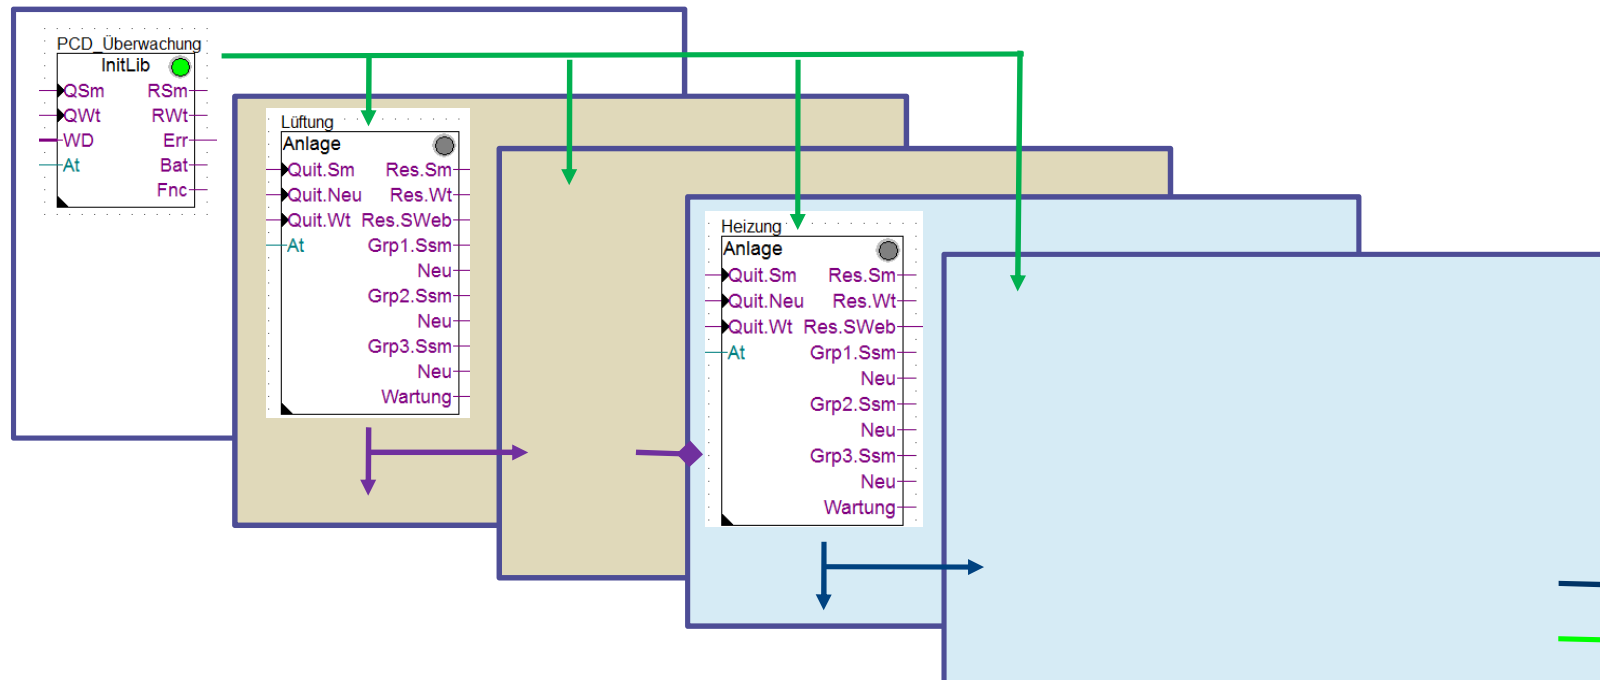 PCD_Überwachung
InitLib
QSm RSm
QWt RWt
WD Err
At Bat
Fnc
Lüftung
Anlage
Quit.Sm Res.Sm
Quit.Neu Res.Wt
Quit.Wt Res.SWeb
At Grp1.Ssm
Neu
Grp2.Ssm
Neu
Grp3.Ssm
Neu
Wartung
Heizung
Anlage
Quit.Sm Res.Sm
Quit.Neu Res.Wt
Quit.Wt Res.SWeb
At Grp1.Ssm
Neu
Grp2.Ssm
Neu
Grp3.Ssm
Neu
Wartung